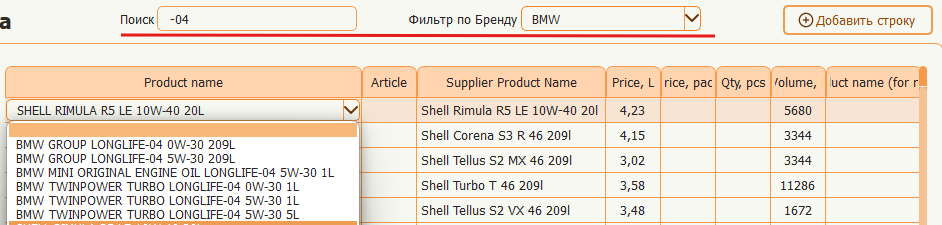 а Поиск -04 Фильтр по Бренду BMW Добавить строку
Product name Article Supplier Product Name Price, L rice, pac Qty, pcs olume, uct name (for r
SHELL RIMULA R5 LE 10W-40 20L Shell Rimula R5 LE 10W-40 20l 4,23 5680
Shell Corena S3 R 46 209l 4,15 3344
BMW GROUP LONGLIFE-04 0W-30 209L
BMW GROUP LONGLIFE-04 5W-30 209L Shell Tellus S2 MX 46 209l 3,02 3344
BMW MINI ORIGINAL ENGINE OIL LONGLIFE-04 5W-30 1L
BMW TWINPOWER TURBO LONGLIFE-04 0W-30 1L Shell Turbo T 46 209l 3,58 11286
BMW TWINPOWER TURBO LONGLIFE-04 5W-30 1L
BMW TWINPOWER TURBO LONGLIFE-04 5W-30 5L Shell Tellus S2 VX 46 209l 3,48 1672